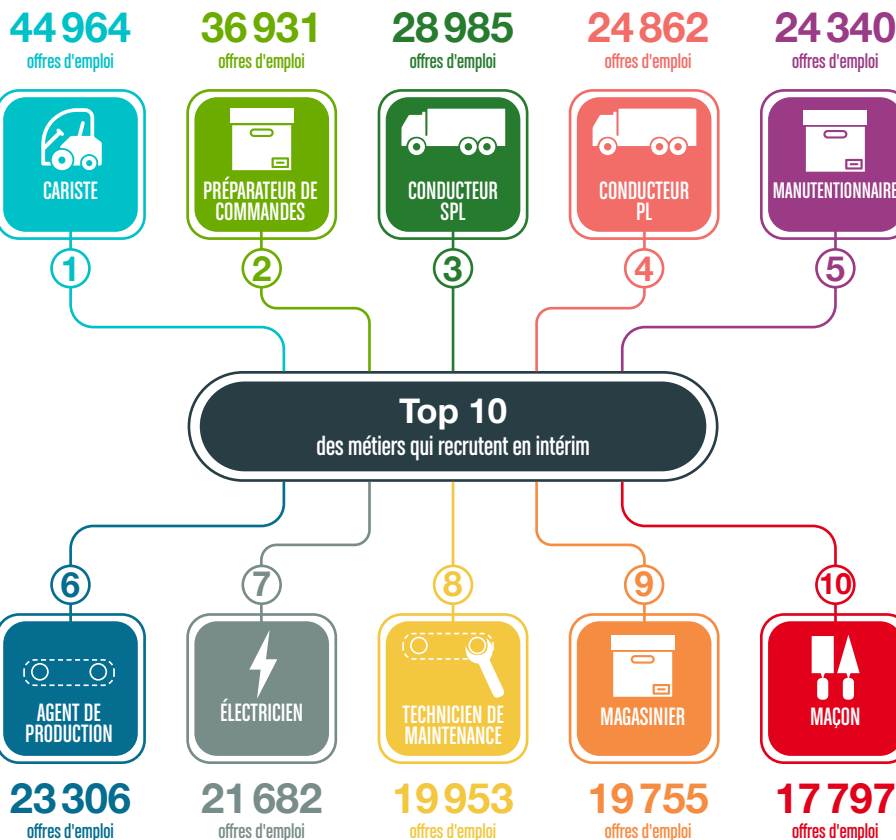 44 964
offres d'emploi
36 931
offres d'emploi
28 985
offres d'emploi
24 862
offres d'emploi
24 340
offres d'emploi
CARISTE
PRÉPARATEUR DE
COMMANDES
CONDUCTEUR
SPL
CONDUCTEUR
PL
MANUTENTIONNAIRE
1
2
3
4
5
Top 10
des métiers qui recrutent en intérim
6
7
8
9
10
AGENT DE
PRODUCTION
ÉLECTRICIEN
TECHNICIEN DE
MAINTENANCE
MAGASINIER
MAÇON
23 306
offres d'emploi
21 682
offres d'emploi
19 953
offres d'emploi
19 755
offres d'emploi
17 797
offres d'emploi